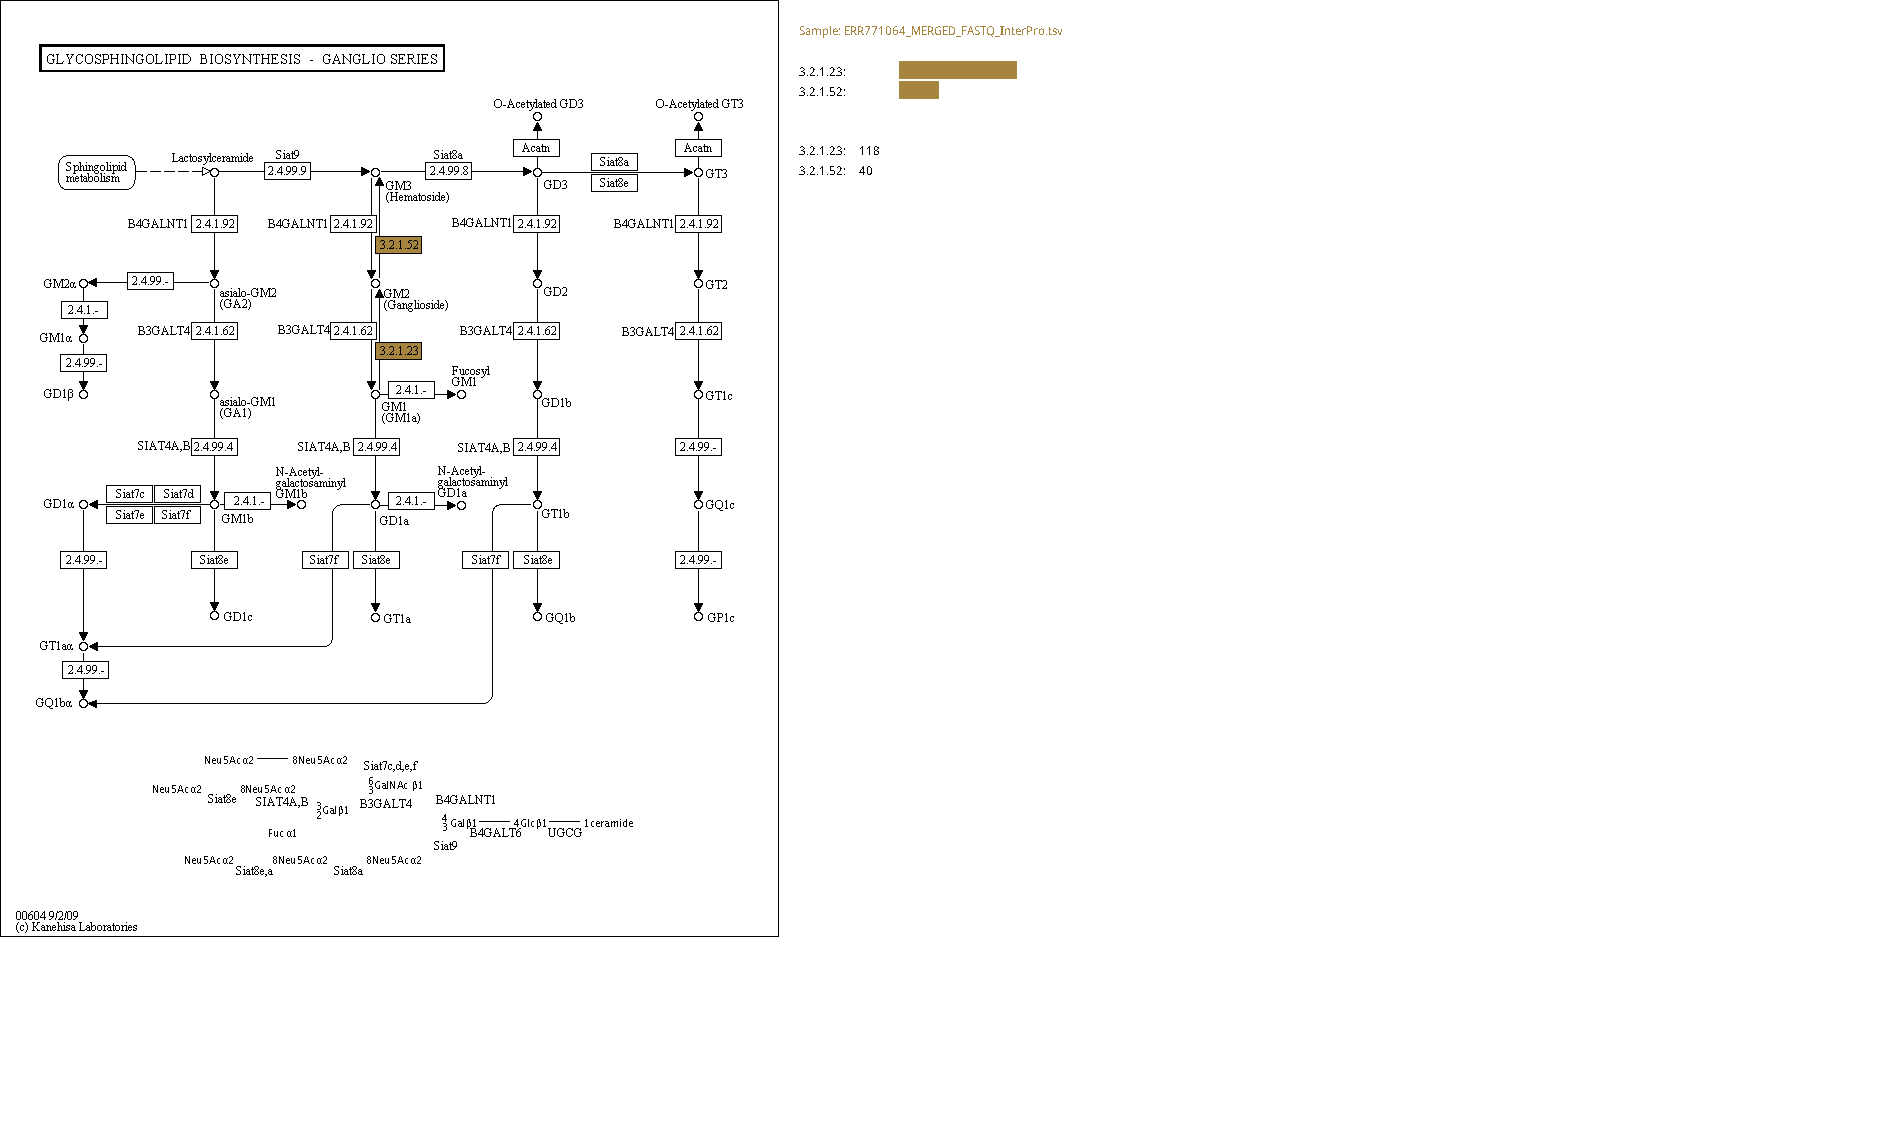 Sample: ERR771064_MERGED_FASTQ_InterPro.tsv
GLYCOSPHINGOLIPID BIOSYNTHESIS - GANGLIO SERIES
3.2.1.23:
3.2.1.52:
3.2.1.23: 118
3.2.1.52: 40
O-Acetylated GD3
O-Acetylated GT3
Acatn
Acatn
Sphingolipid
metabolism
Lactosylceramide
Siat9
2.4.99.9
Siat8a
2.4.99.8
Siat8a
Siat8e
GM3
(Hematoside)
GD3
GT3
B4GALNT1 2.4.1.92
B4GALNT1 2.4.1.92
B4GALNT1 2.4.1.92
B4GALNT1 2.4.1.92
3.2.1.52
GM2α
2.4.99.-
asialo-GM2
(GA2)
GM2
(Ganglioside)
GD2
GT2
2.4.1.-
B3GALT4 2.4.1.62
B3GALT4 2.4.1.62
B3GALT4 2.4.1.62
B3GALT4 2.4.1.62
GM1α
3.2.1.23
2.4.99.-
Fucosyl
GM1
GD1β
asialo-GM1
(GA1)
2.4.1.-
GM1
(GM1a)
GD1b
GT1c
SIAT4A,B 2.4.99.4
SIAT4A,B 2.4.99.4
SIAT4A,B 2.4.99.4
2.4.99.-
N-Acetyl-
galactosaminyl
GM1b
N-Acetyl-
galactosaminyl
GD1a
GD1α
Siat7c Siat7d
Siat7e Siat7f
2.4.1.-
GM1b
2.4.1.-
GD1a
GT1b
GQ1c
2.4.99.-
Siat8e
Siat7f
Siat8e
Siat7f
Siat8e
2.4.99.-
GD1c
GT1a
GQ1b
GP1c
GT1aα
2.4.99.-
GQ1bα
Neu5Acα2 8Neu5Acα2
Siat7c,d,e,f
6
3 GalNAc β1
Neu5Acα2 8Neu5Acα2
Siat8e
SIAT4A,B
3
2 Galβ1
B3GALT4
B4GALNT1
4
3 Galβ1 4Glcβ1 1ceramide
B4GALT6 UGCG
Fuc α1
Siat9
Neu5Acα2 8Neu5Acα2 8Neu5Acα2
Siat8e,a Siat8a
00604 9/2/09
(c) Kanehisa Laboratories